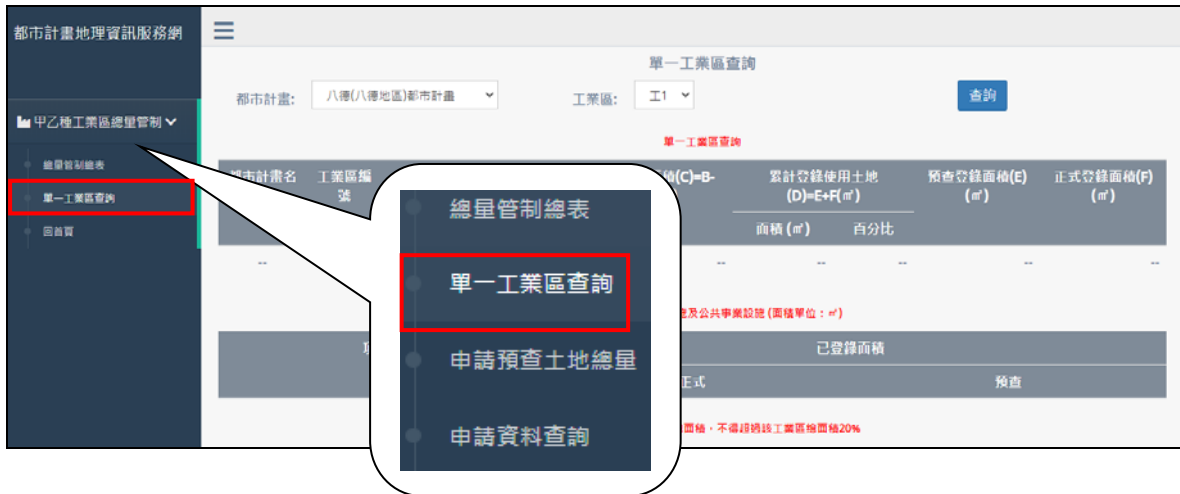 都市計畫地理資訊服務網
甲乙種工業區總量管制
總量管制總表
單一工業區查詢
回首頁
單一工業區查詢
都市計畫: 八德(八德地區)都市計畫 工業區: 工1 查詢
單一工業區查詢
都市計畫名 工業區編號 (C)=B- 累計登錄使用土地(D)=E+F(㎡) 預查登錄面積(E)(㎡) 正式登錄面積(F)(㎡)
面積 (㎡) 百分比
-- -- -- -- -- --
及公共事業設施 (面積單位：㎡)
已登錄面積
正式 預查
面積，不得超過該工業區總面積20%
總量管制總表
單一工業區查詢
申請預查土地總量
申請資料查詢